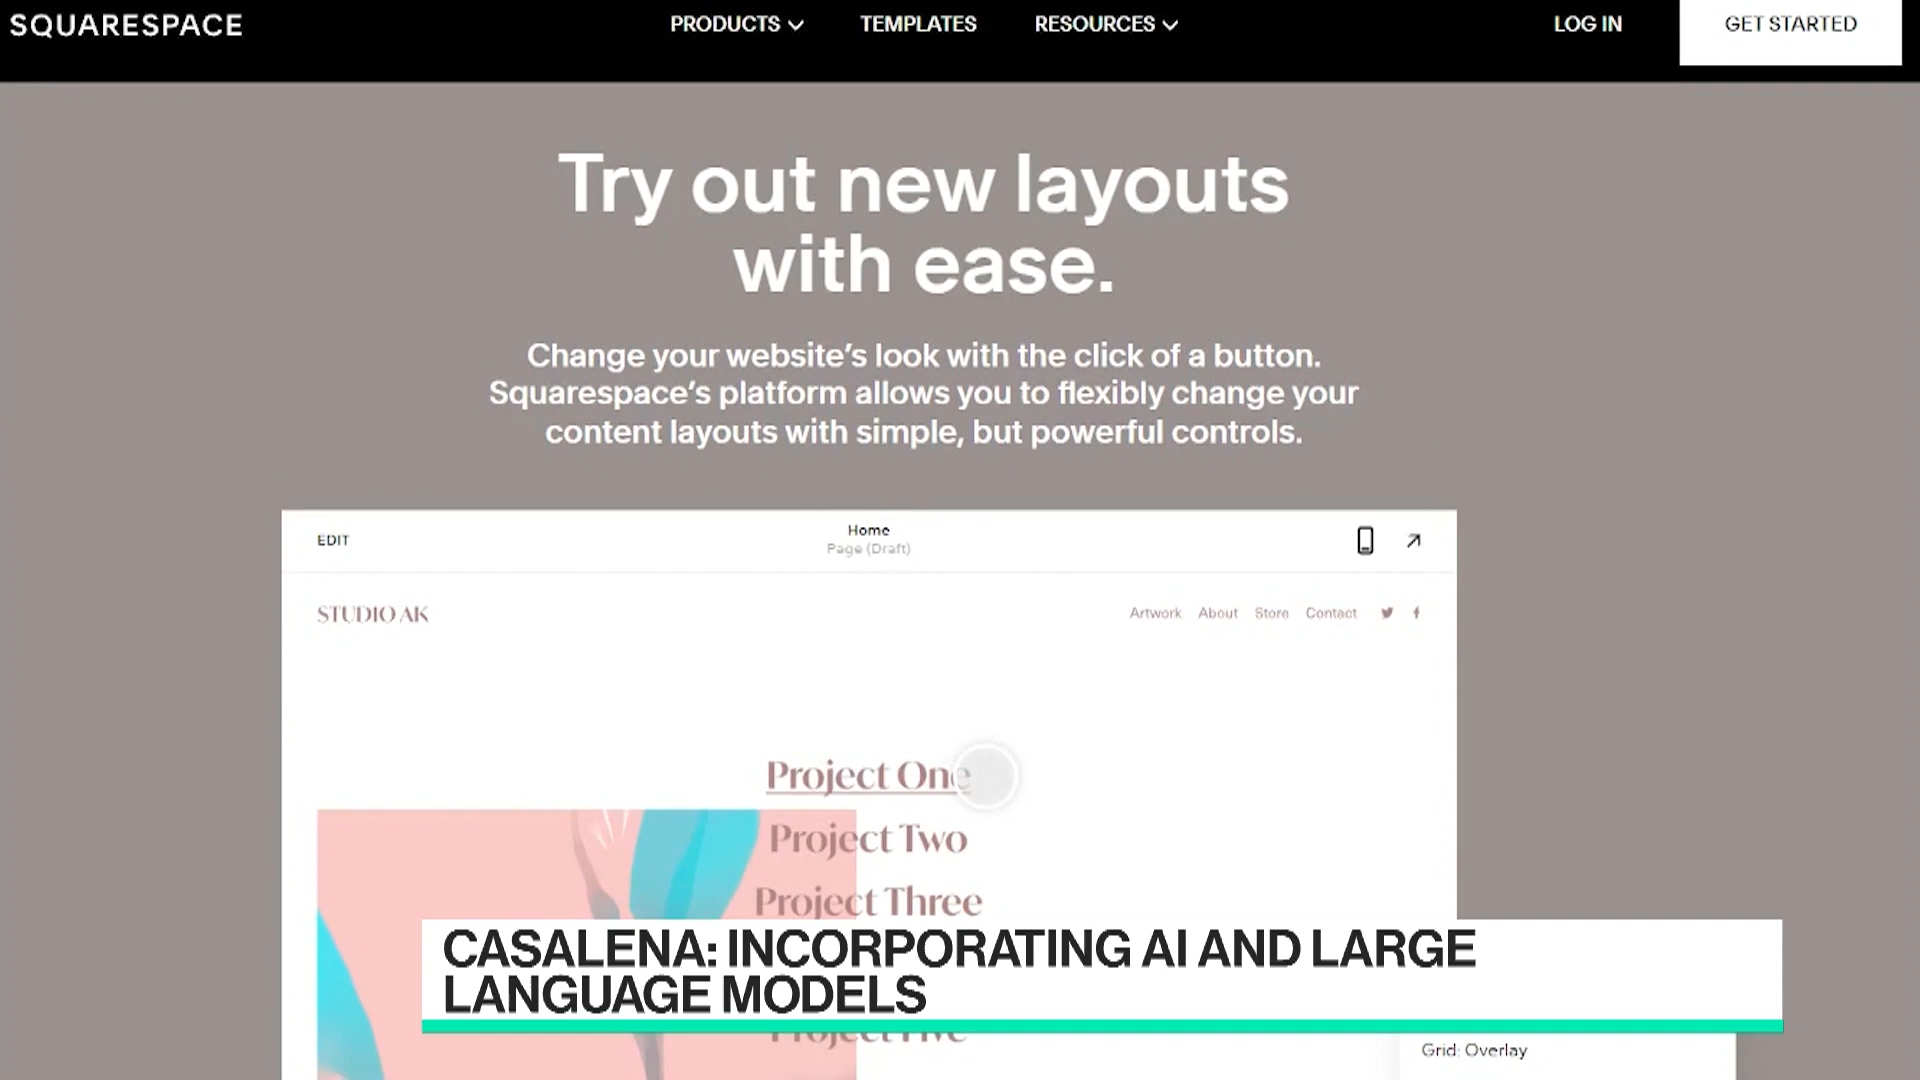 SQUARESPACE
PRODUCTS
TEMPLATES
RESOURCES
LOG IN
GET STARTED
Try out new layouts
with ease.
Change your website’s look with the click of a button.
Squarespace’s platform allows you to flexibly change your
content layouts with simple, but powerful controls.
EDIT
Home
Page (Draft)
STUDIO AK
Artwork About Store Contact
Project One
Project Two
Project Three
CASALENA: INCORPORATING AI AND LARGE
LANGUAGE MODELS
Project Five
Grid: Overlay